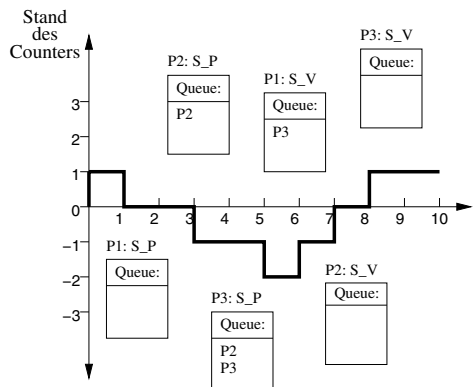 Stand
des
Counters
P2: S_P
Queue:
P2
P1: S_V
Queue:
P3
P3: S_V
Queue:
3
2
1
0
−1
−2
−3
1 2 3 4 5 6 7 8 9 10
P1: S_P
Queue:
P3: S_P
Queue:
P2
P3
P2: S_V
Queue: